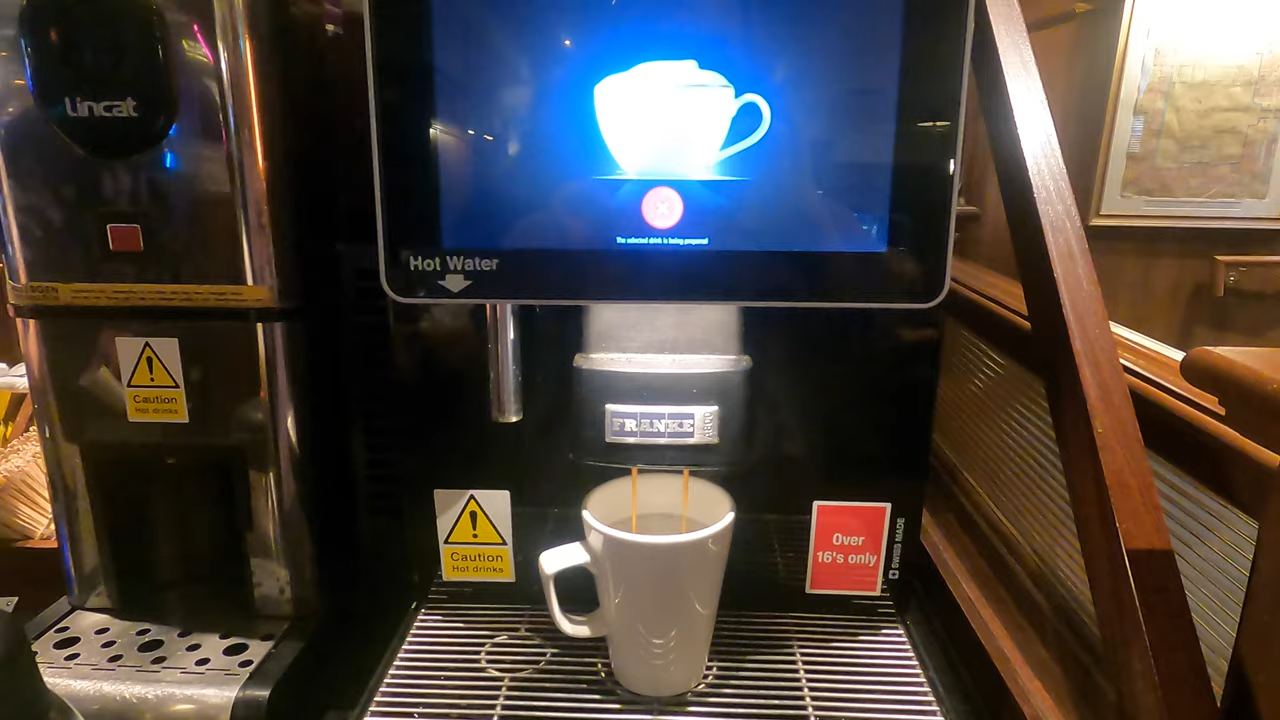 Lincat
The selected drink is being prepared
Hot Water
Caution
Hot drinks
FRANKE
A800
Caution
Hot drinks
Over
16's only
SWISS MADE